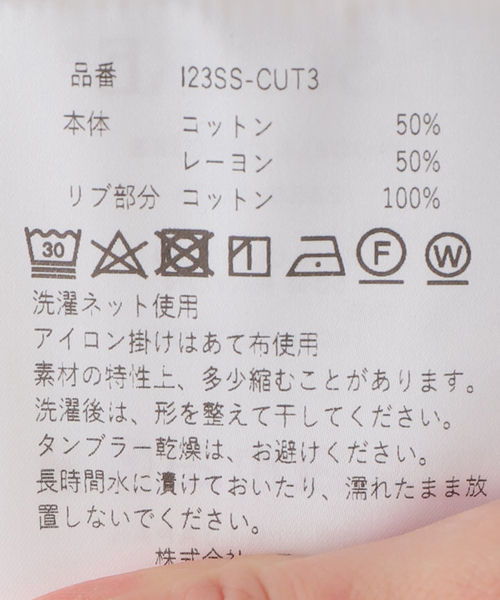 品番 I23SS-CUT3
本体 コットン 50%
レーヨン 50%
リブ部分 コットン 100%
30 F W
洗濯ネット使用
アイロン掛けはあて布使用
素材の特性上、多少縮むことがあります。
洗濯後は、形を整えて干してください。
タンブラー乾燥は、お避けください。
長時間水に漬けておいたり、濡れたまま放
置しないでください。
株式会社